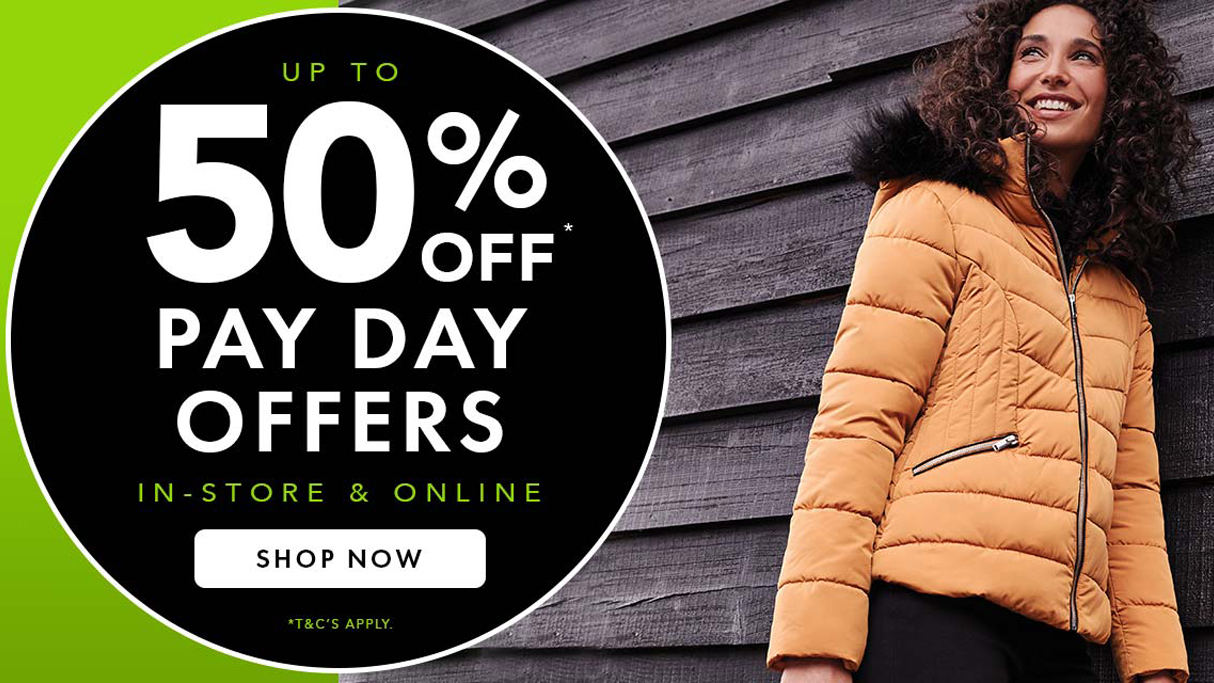 UP TO
50% OFF*
PAY DAY
OFFERS
IN-STORE & ONLINE
SHOP NOW
*T&C'S APPLY.